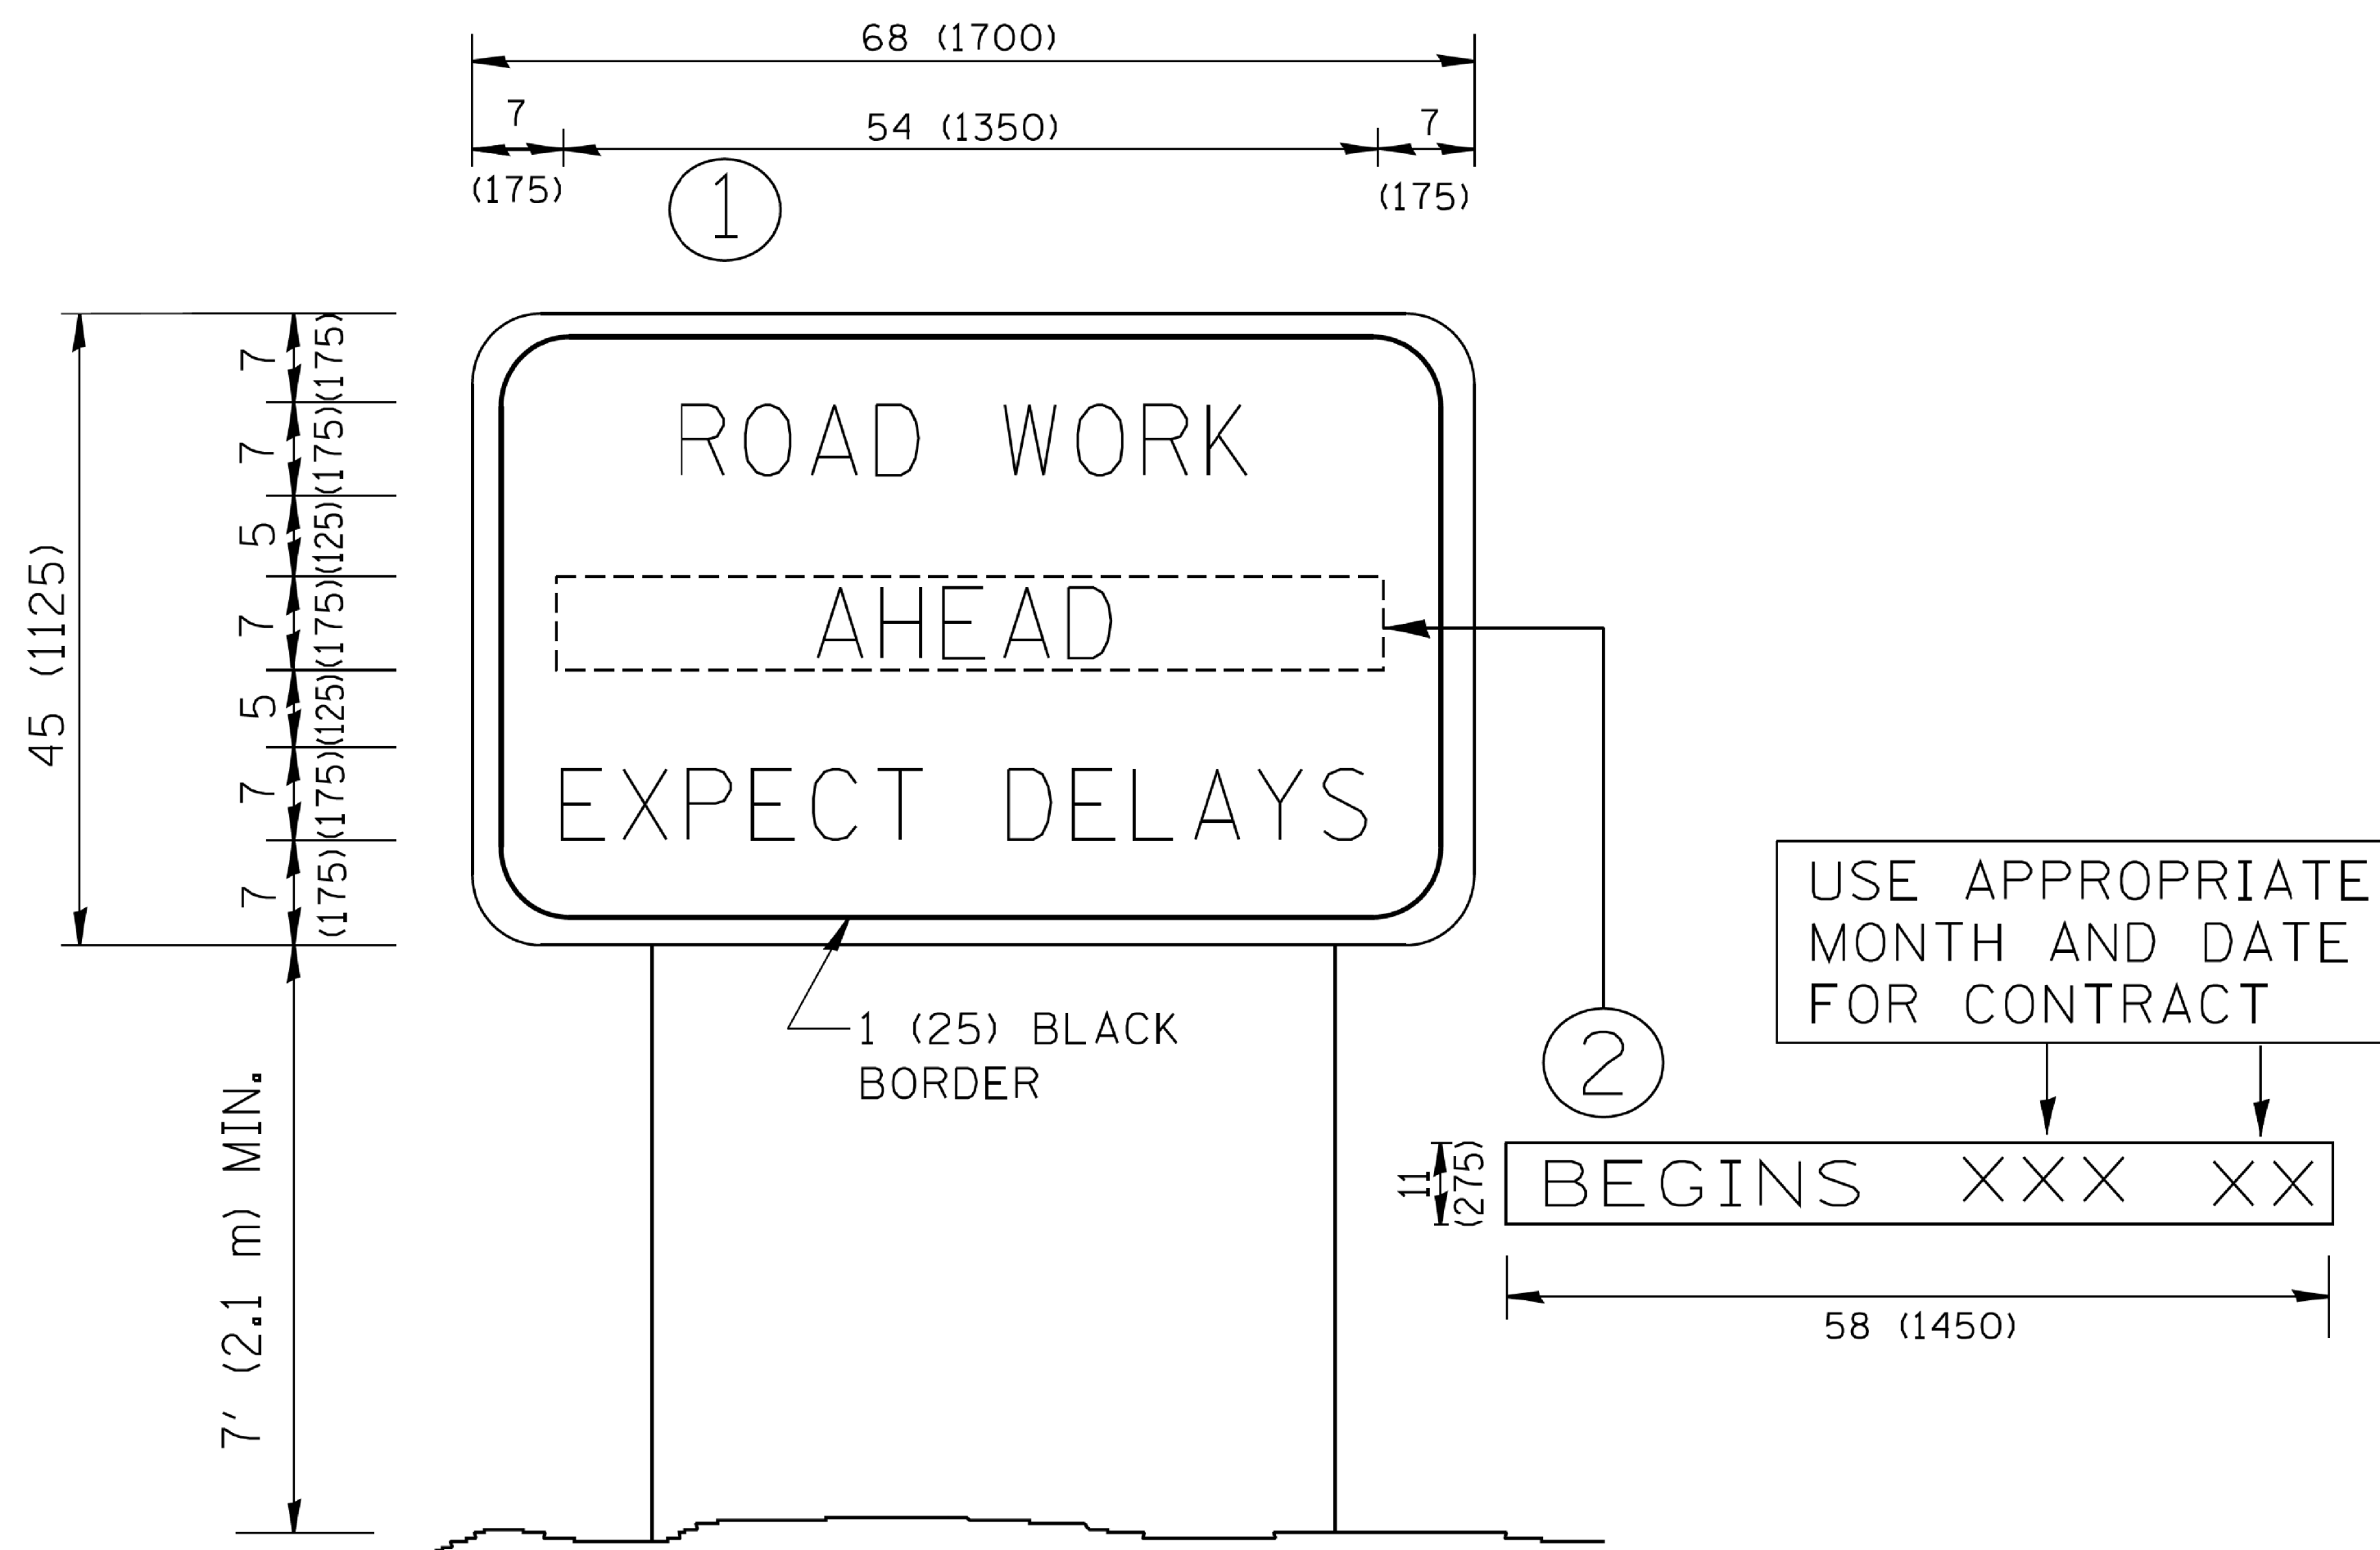 68 (1700)
7
54 (1350)
7
(175)
(175)
1
45 (1125)
7
(175)
7
(175)
5
(125)
7
(175)
5
(125)
7
(175)
7
(175)
ROAD WORK
AHEAD
EXPECT DELAYS
1 (25) BLACK
BORDER
7' (2.1 m) MIN.
2
USE APPROPRIATE
MONTH AND DATE
FOR CONTRACT
11
(275)
BEGINS XXX XX
58 (1450)